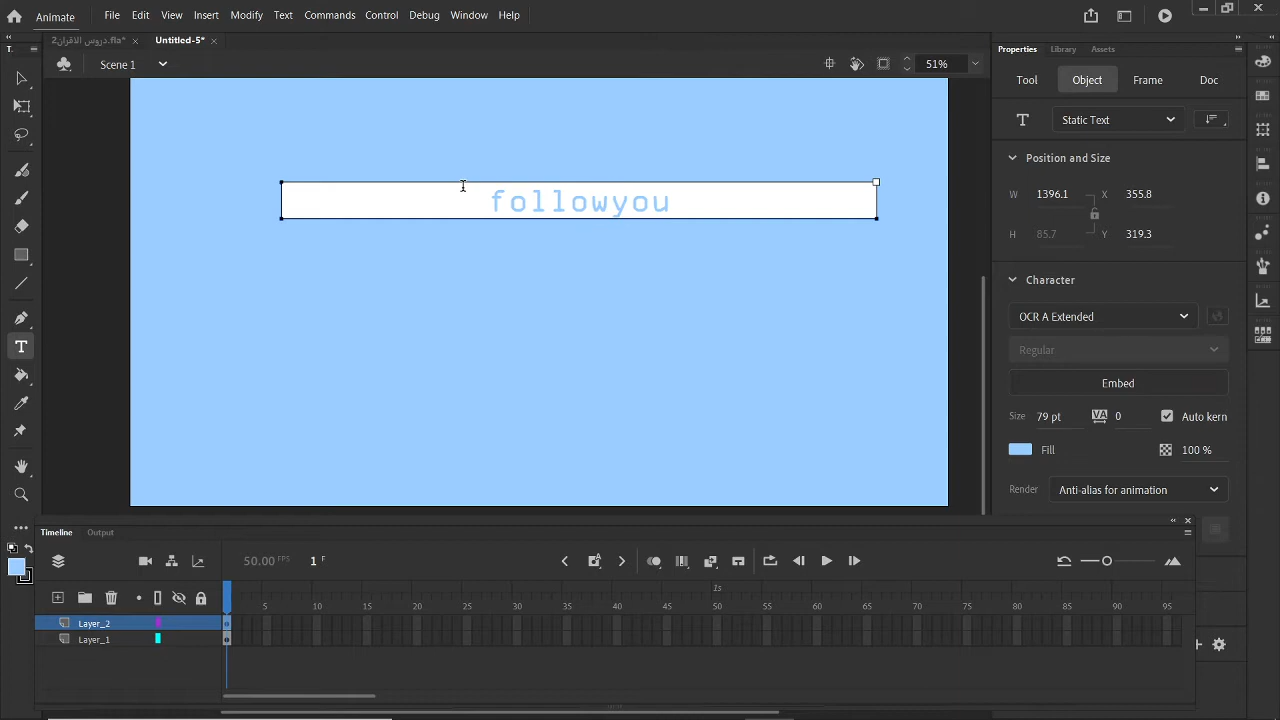 Animate File Edit View Insert Modify Text Commands Control Debug Window Help
دروس الاقران2.fla* × Untitled-5* ×
Properties Library Assets
Scene 1
51%
Tool Object Frame Doc
T Static Text
Position and Size
followyou
W 1396.1 X 355.8
H 85.7 Y 319.3
Character
OCR A Extended
Regular
Embed
Size 79 pt VA 0 Auto kern
Fill 100 %
Render Anti-alias for animation
Timeline Output
50.00 FPS 1 F
1s
5 10 15 20 25 30 35 40 45 50 55 60 65 70 75 80 85 90 95
Layer_2
Layer_1